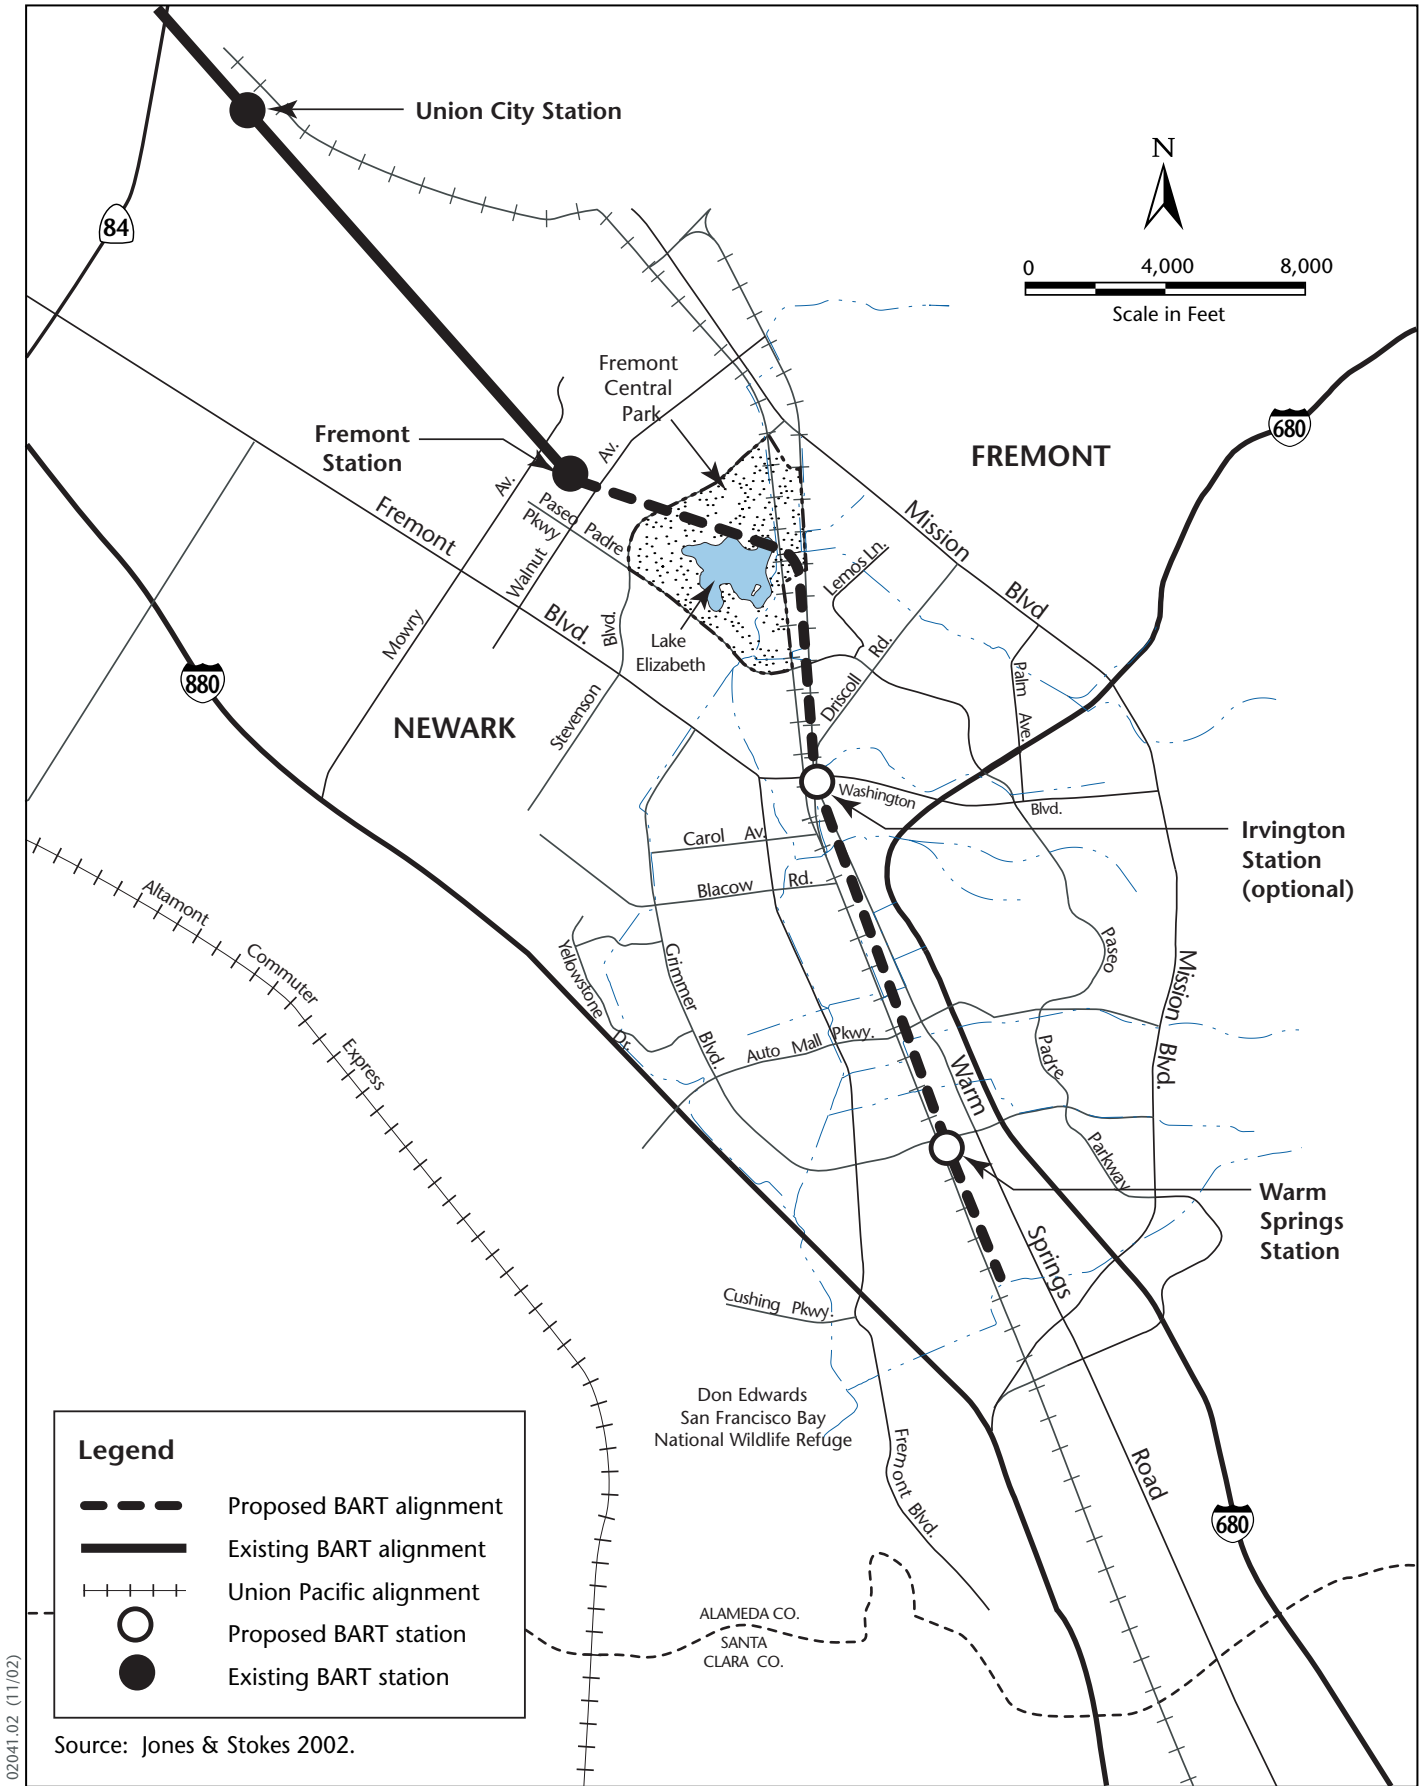 Union City Station
N
84
0 4,000 8,000
Scale in Feet
Fremont
Central
Park
680
Fremont
Station
FREMONT
Av.
Av.
Fremont
Blvd.
Paseo Padre
Pkwy
Walnut
Mowry
Mission
Blvd
Lemos Ln.
Blvd.
Stevenson
Lake
Elizabeth
Rd.
Driscoll
Palm
Ave.
880
NEWARK
Washington
Blvd.
Carol Av.
Irvington
Station
(optional)
Blacow Rd.
Altamont
Commuter
Express
Yellowstone
Dr.
Grimmer
Blvd.
Paseo
Padre
Parkway
Mission
Blvd.
Auto Mall Pkwy.
Warm
Springs
Road
Warm
Springs
Station
Cushing Pkwy.
Don Edwards
San Francisco Bay
National Wildlife Refuge
Fremont Blvd.
680
Legend
Proposed BART alignment
Existing BART alignment
Union Pacific alignment
Proposed BART station
Existing BART station
ALAMEDA CO.
SANTA
CLARA CO.
Source: Jones & Stokes 2002.
02041.02 (11/02)